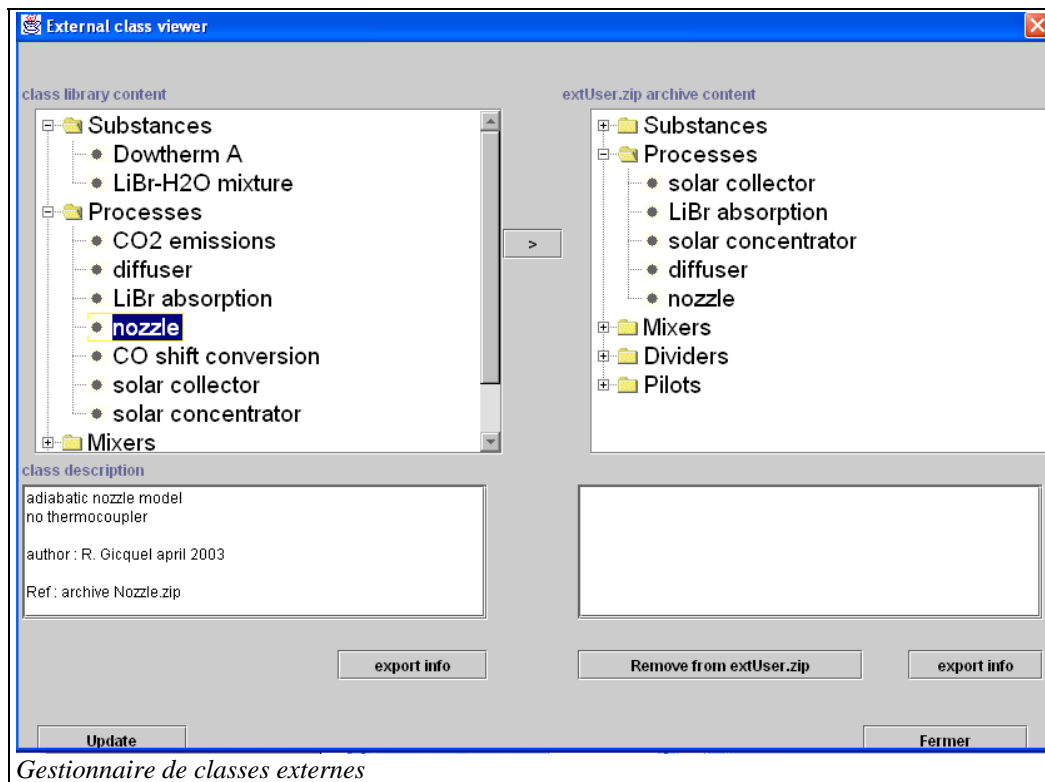 External class viewer
class library content
Substances
Dowtherm A
LiBr-H2O mixture
Processes
CO2 emissions
diffuser
LiBr absorption
nozzle
CO shift conversion
solar collector
solar concentrator
Mixers
>
extUser.zip archive content
Substances
Processes
solar collector
LiBr absorption
solar concentrator
diffuser
nozzle
Mixers
Dividers
Pilots
class description
adiabatic nozzle model
no thermocoupler
author : R. Gicquel april 2003
Ref : archive Nozzle.zip
export info
Remove from extUser.zip
export info
Update
Fermer
Gestionnaire de classes externes